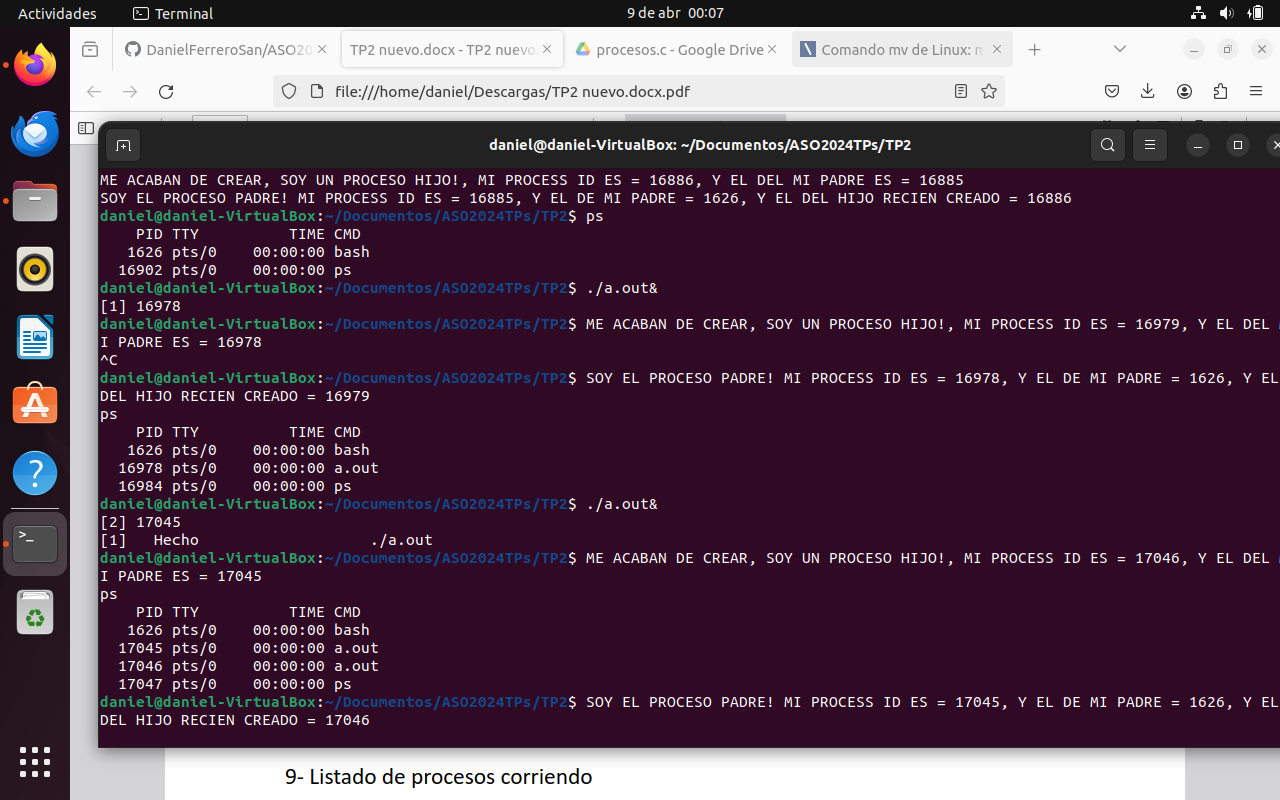 Actividades
Terminal
9 de abr 00:07
DanielFerreroSan/ASO20
TP2 nuevo.docx - TP2 nuevo
procesos.c - Google Drive
Comando mv de Linux:
file:///home/daniel/Descargas/TP2 nuevo.docx.pdf
daniel@daniel-VirtualBox: ~/Documentos/ASO2024TPs/TP2
ME ACABAN DE CREAR, SOY UN PROCESO HIJO!, MI PROCESS ID ES = 16886, Y EL DEL MI PADRE ES = 16885
SOY EL PROCESO PADRE! MI PROCESS ID ES = 16885, Y EL DE MI PADRE = 1626, Y EL DEL HIJO RECIEN CREADO = 16886
daniel@daniel-VirtualBox:~/Documentos/ASO2024TPs/TP2$ ps
    PID TTY          TIME CMD
   1626 pts/0    00:00:00 bash
  16902 pts/0    00:00:00 ps
daniel@daniel-VirtualBox:~/Documentos/ASO2024TPs/TP2$ ./a.out&
[1] 16978
daniel@daniel-VirtualBox:~/Documentos/ASO2024TPs/TP2$ ME ACABAN DE CREAR, SOY UN PROCESO HIJO!, MI PROCESS ID ES = 16979, Y EL DEL M
I PADRE ES = 16978
^C
daniel@daniel-VirtualBox:~/Documentos/ASO2024TPs/TP2$ SOY EL PROCESO PADRE! MI PROCESS ID ES = 16978, Y EL DE MI PADRE = 1626, Y EL
DEL HIJO RECIEN CREADO = 16979
ps
    PID TTY          TIME CMD
   1626 pts/0    00:00:00 bash
  16978 pts/0    00:00:00 a.out
  16984 pts/0    00:00:00 ps
daniel@daniel-VirtualBox:~/Documentos/ASO2024TPs/TP2$ ./a.out&
[2] 17045
[1]   Hecho                   ./a.out
daniel@daniel-VirtualBox:~/Documentos/ASO2024TPs/TP2$ ME ACABAN DE CREAR, SOY UN PROCESO HIJO!, MI PROCESS ID ES = 17046, Y EL DEL M
I PADRE ES = 17045
ps
    PID TTY          TIME CMD
   1626 pts/0    00:00:00 bash
  17045 pts/0    00:00:00 a.out
  17046 pts/0    00:00:00 a.out
  17047 pts/0    00:00:00 ps
daniel@daniel-VirtualBox:~/Documentos/ASO2024TPs/TP2$ SOY EL PROCESO PADRE! MI PROCESS ID ES = 17045, Y EL DE MI PADRE = 1626, Y EL
DEL HIJO RECIEN CREADO = 17046
9- Listado de procesos corriendo